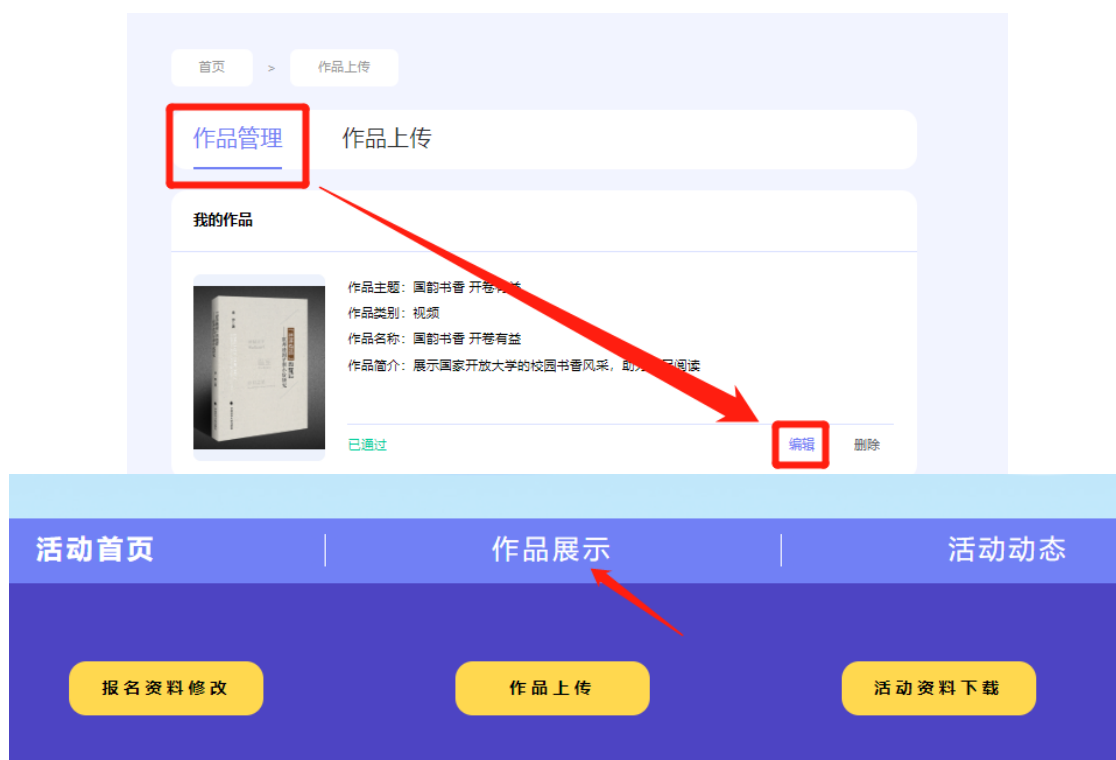 首页 > 作品上传
作品管理 作品上传
我的作品
作品主题：国韵书香 开卷有益
作品类别：视频
作品名称：国韵书香 开卷有益
作品简介：展示国家开放大学的校园书香风采，助力 阅读
已通过 编辑 删除
活动首页 作品展示 活动动态
报名资料修改 作品上传 活动资料下载